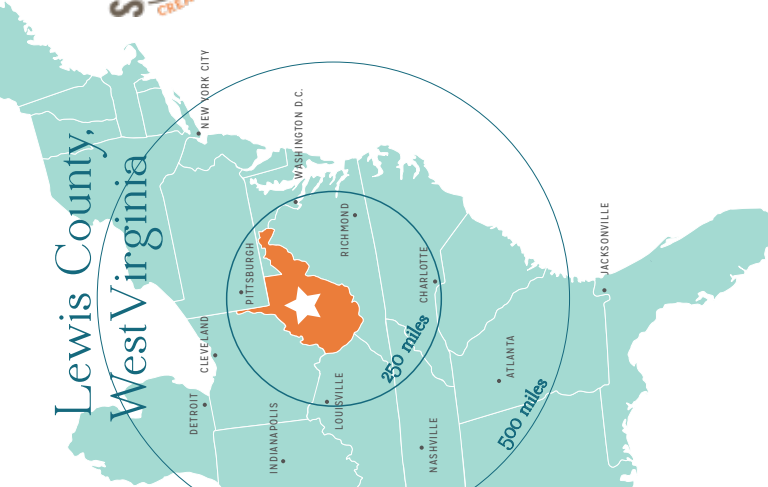 Lewis County,
West Virginia
NEW YORK CITY
WASHINGTON D.C.
RICHMOND
PITTSBURGH
CHARLOTTE
JACKSONVILLE
CLEVELAND
250 miles
ATLANTA
DETROIT
LOUISVILLE
500 miles
INDIANAPOLIS
NASHVILLE